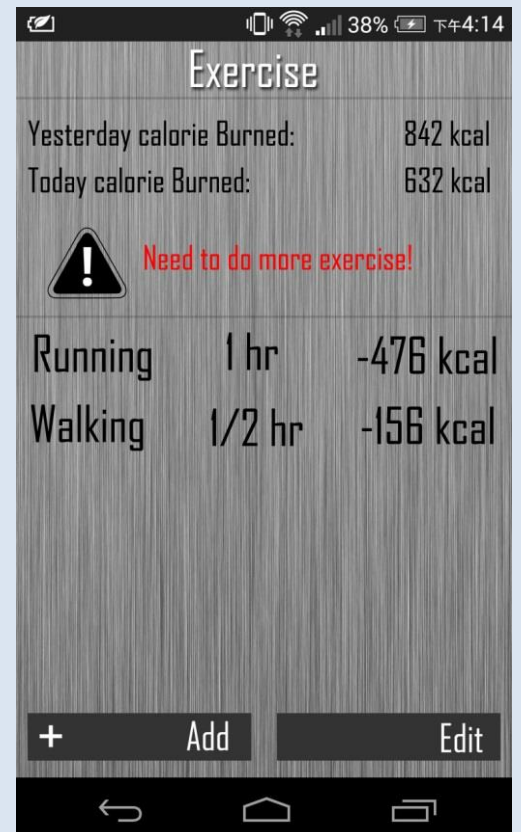 38% 下午4:14
Exercise
Yesterday calorie Burned: 842 kcal
Today calorie Burned: 632 kcal
! Need to do more exercise!
Running 1 hr -476 kcal
Walking 1/2 hr -156 kcal
+ Add Edit